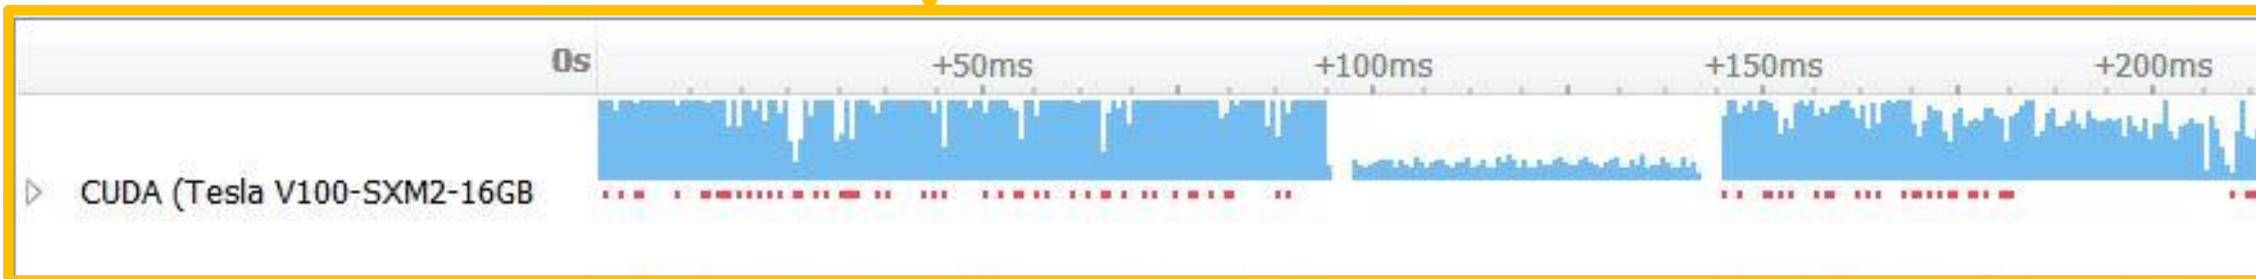 0s +50ms +100ms +150ms +200ms
CUDA (Tesla V100-SXM2-16GB